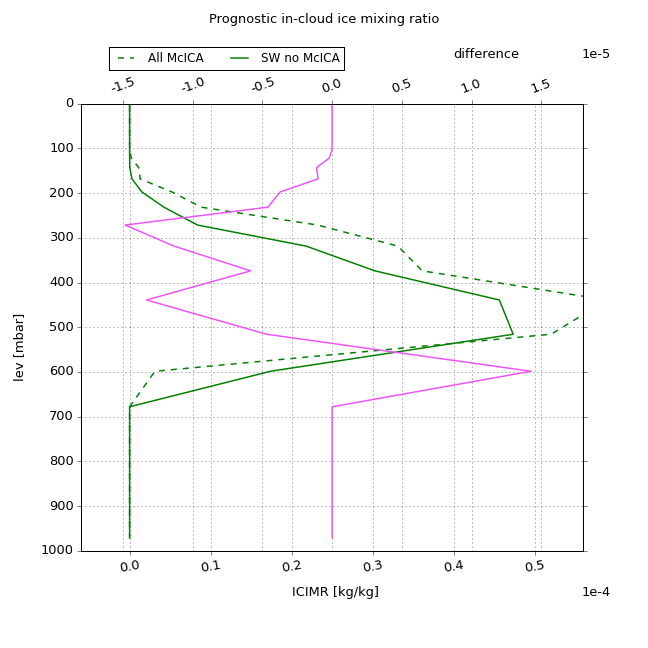 Prognostic in-cloud ice mixing ratio
All McICA SW no McICA difference 1e-5
-1.5 -1.0 -0.5 0.0 0.5 1.0 1.5
0
100
200
300
400
500
600
700
800
900
1000
lev [mbar]
0.0 0.1 0.2 0.3 0.4 0.5
ICIMR [kg/kg] 1e-4